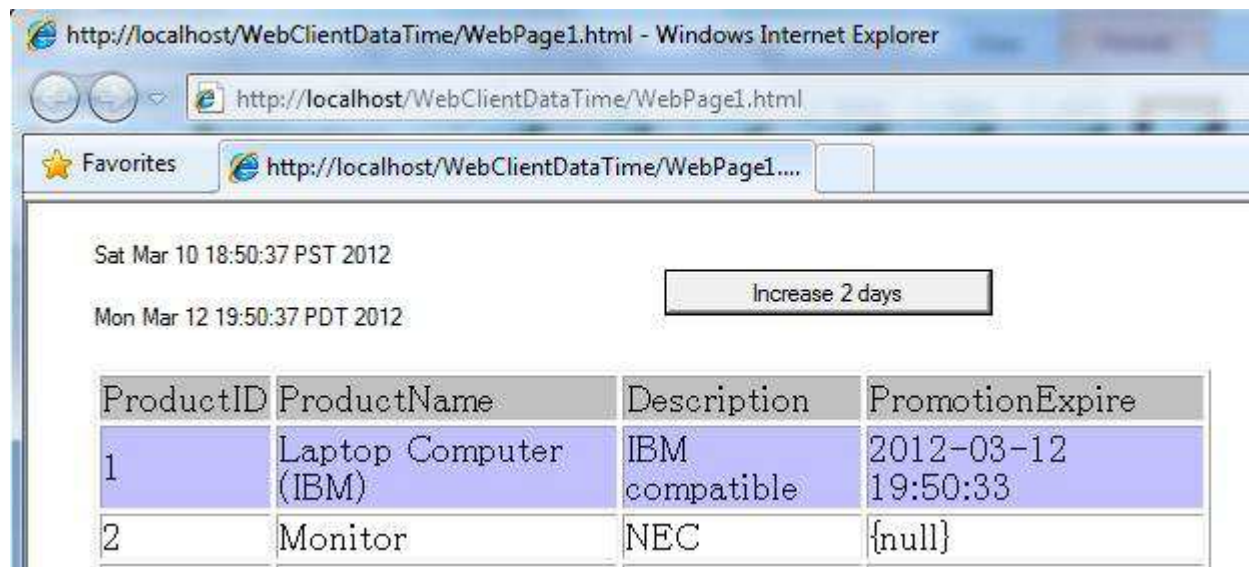 http://localhost/WebClientDataTime/WebPage1.html - Windows Internet Explorer
http://localhost/WebClientDataTime/WebPage1.html
Favorites
http://localhost/WebClientDataTime/WebPage1....
Sat Mar 10 18:50:37 PST 2012
Increase 2 days
Mon Mar 12 19:50:37 PDT 2012
ProductID ProductName Description PromotionExpire
1 Laptop Computer (IBM) IBM compatible 2012-03-12 19:50:33
2 Monitor NEC {null}